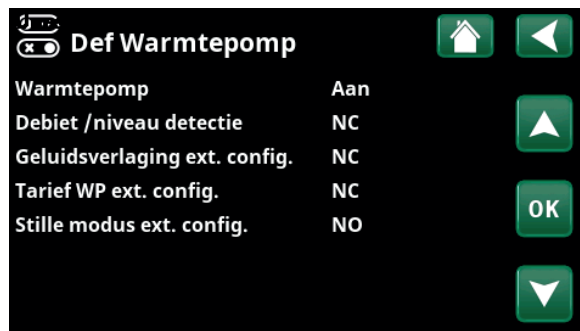 Def Warmtepomp
Warmtepomp Aan
Debiet /niveau detectie NC
Geluidsverlaging ext. config. NC
Tarief WP ext. config. NC
Stille modus ext. config. NO
OK